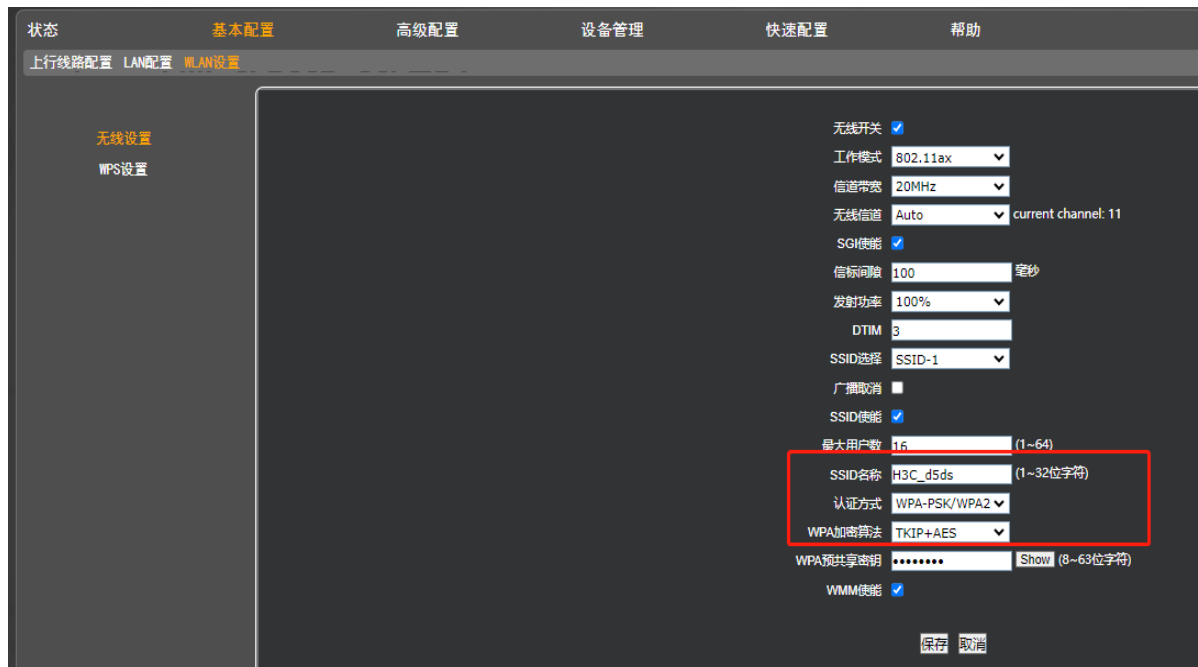 状态 基本配置 高级配置 设备管理 快速配置 帮助
上行线路配置 LAN配置 WLAN设置
无线设置
WPS设置
无线开关
工作模式 802.11ax
信道带宽 20MHz
无线信道 Auto current channel: 11
SGI使能
信标间隙 100 毫秒
发射功率 100%
DTIM 3
SSID选择 SSID-1
广播取消
SSID使能
最大用户数 16 (1~64)
SSID名称 H3C_d5ds (1~32位字符)
认证方式 WPA-PSK/WPA2
WPA加密算法 TKIP+AES
WPA预共享密钥 •••••••• Show (8~63位字符)
WMM使能
保存 取消